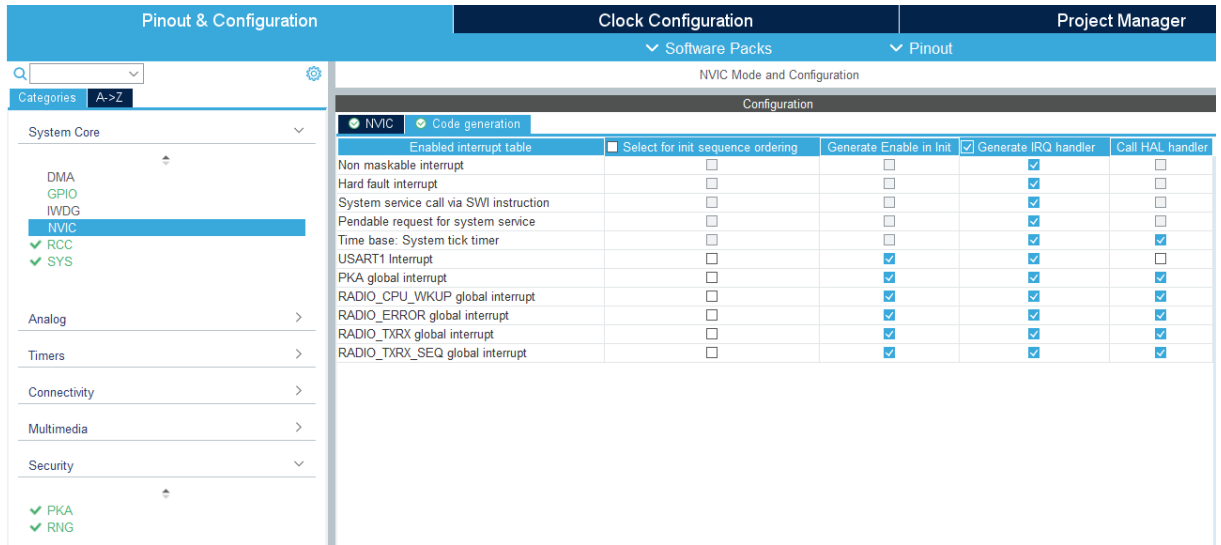 Pinout & Configuration
Clock Configuration
Project Manager
Software Packs
Pinout
Categories
A->Z
System Core
DMA
GPIO
IWDG
NVIC
RCC
SYS
Analog
Timers
Connectivity
Multimedia
Security
PKA
RNG
NVIC Mode and Configuration
Configuration
NVIC
Code generation
Enabled interrupt table Select for init sequence ordering Generate Enable in Init Generate IRQ handler Call HAL handler
Non maskable interrupt
Hard fault interrupt
System service call via SWI instruction
Pendable request for system service
Time base: System tick timer
USART1 Interrupt
PKA global interrupt
RADIO_CPU_WKUP global interrupt
RADIO_ERROR global interrupt
RADIO_TXRX global interrupt
RADIO_TXRX_SEQ global interrupt